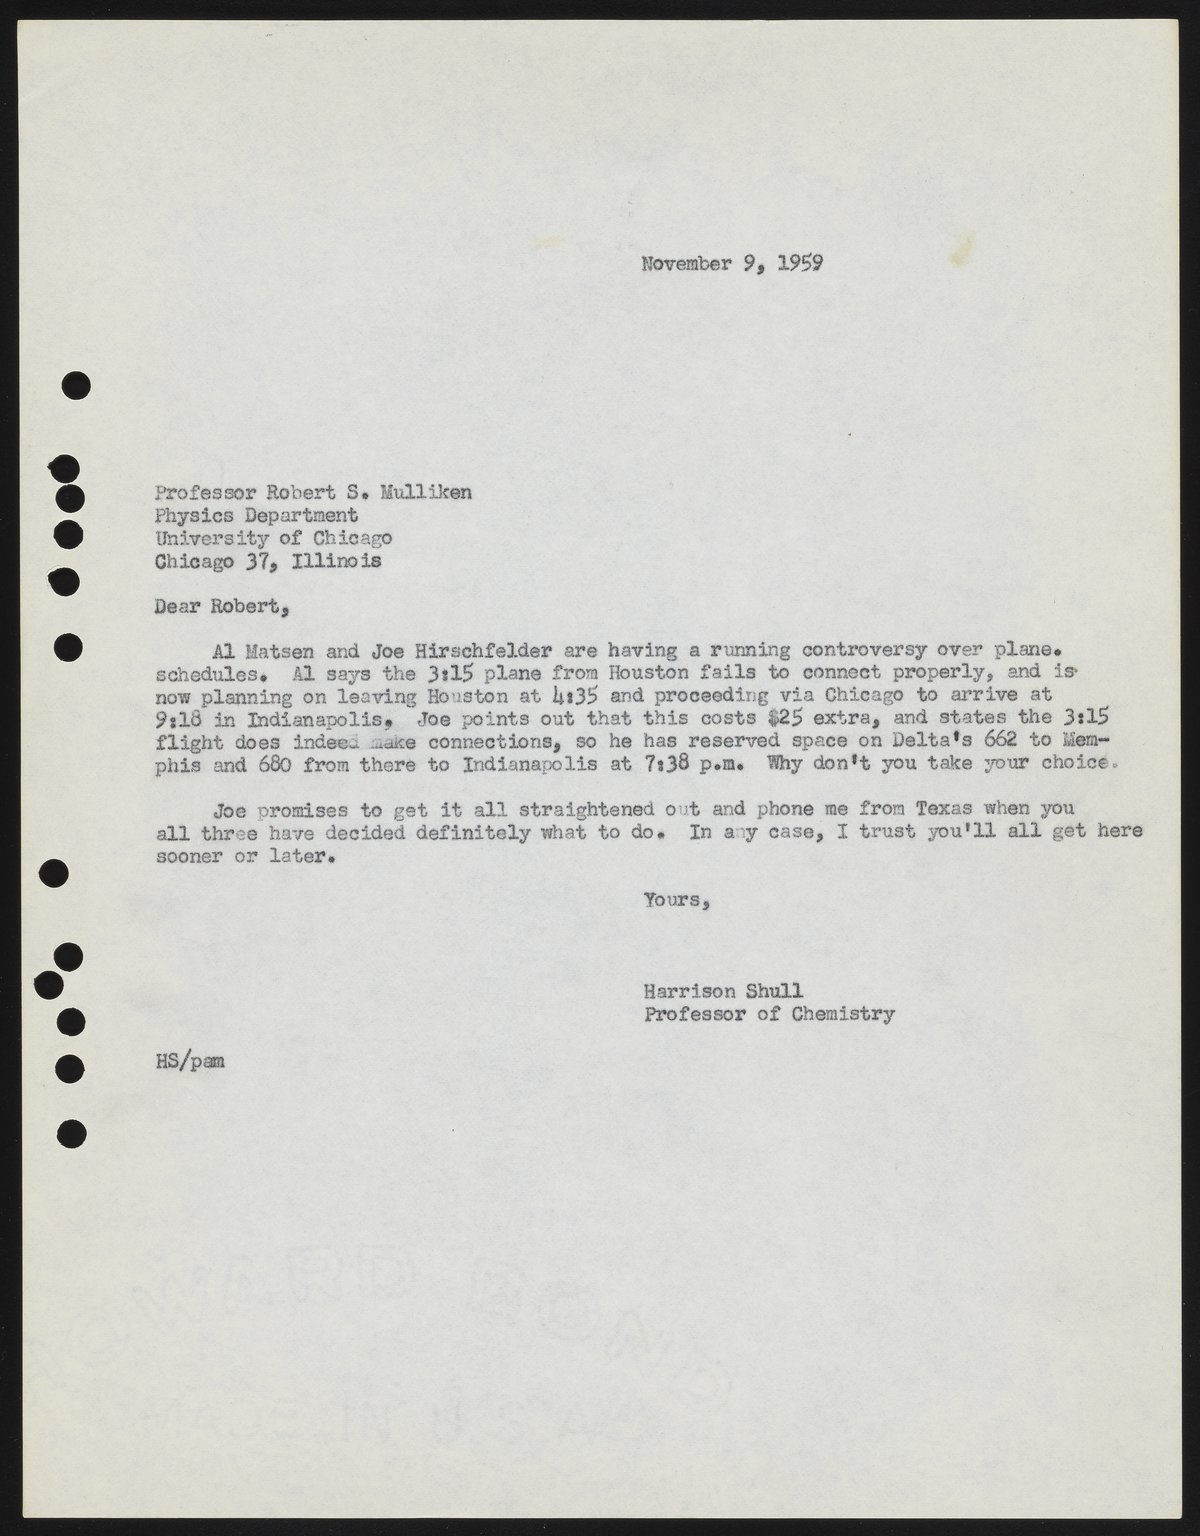 November 9, 1959
Professor Robert S. Mulliken
Physics Department
University of Chicago
Chicago 37, Illinois
Dear Robert,
Al Matsen and Joe Hirschfelder are having a running controversy over plane.
schedules. Al says the 3:15 plane from Houston fails to connect properly, and is
now planning on leaving Houston at 4:35 and proceeding via Chicago to arrive at
9:18 in Indianapolis. Joe points out that this costs $25 extra, and states the 3:15
flight does indeed make connections, so he has reserved space on Delta's 662 to Mem-
phis and 680 from there to Indianapolis at 7:38 p.m. Why don't you take your choice.
Joe promises to get it all straightened out and phone me from Texas when you
all three have decided definitely what to do. In any case, I trust you'll all get here
sooner or later.
Yours,
Harrison Shull
Professor of Chemistry
HS/pam